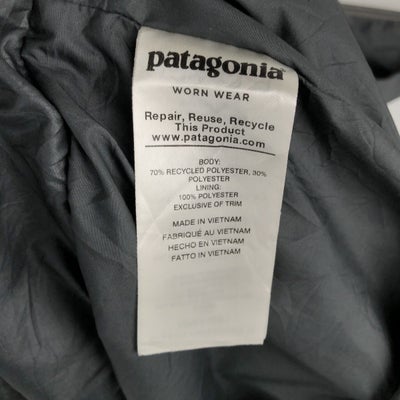 patagonia®
WORN WEAR
Repair, Reuse, Recycle
This Product
www.patagonia.com
BODY:
70% RECYCLED POLYESTER, 30%
POLYESTER
LINING:
100% POLYESTER
EXCLUSIVE OF TRIM
MADE IN VIETNAM
FABRIQUÉ AU VIETNAM
HECHO EN VIETNAM
FATTO IN VIETNAM